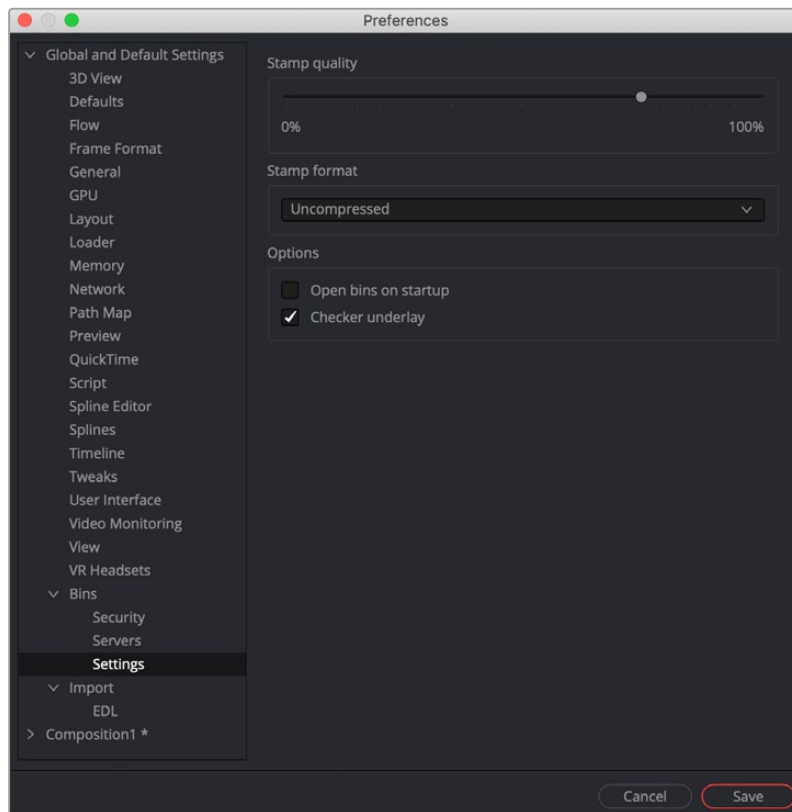 Preferences
Global and Default Settings
3D View
Defaults
Flow
Frame Format
General
GPU
Layout
Loader
Memory
Network
Path Map
Preview
QuickTime
Script
Spline Editor
Splines
Timeline
Tweaks
User Interface
Video Monitoring
View
VR Headsets
Bins
Security
Servers
Settings
Import
EDL
Composition1 *
Stamp quality
0% 100%
Stamp format
Uncompressed
Options
Open bins on startup
Checker underlay
Cancel Save